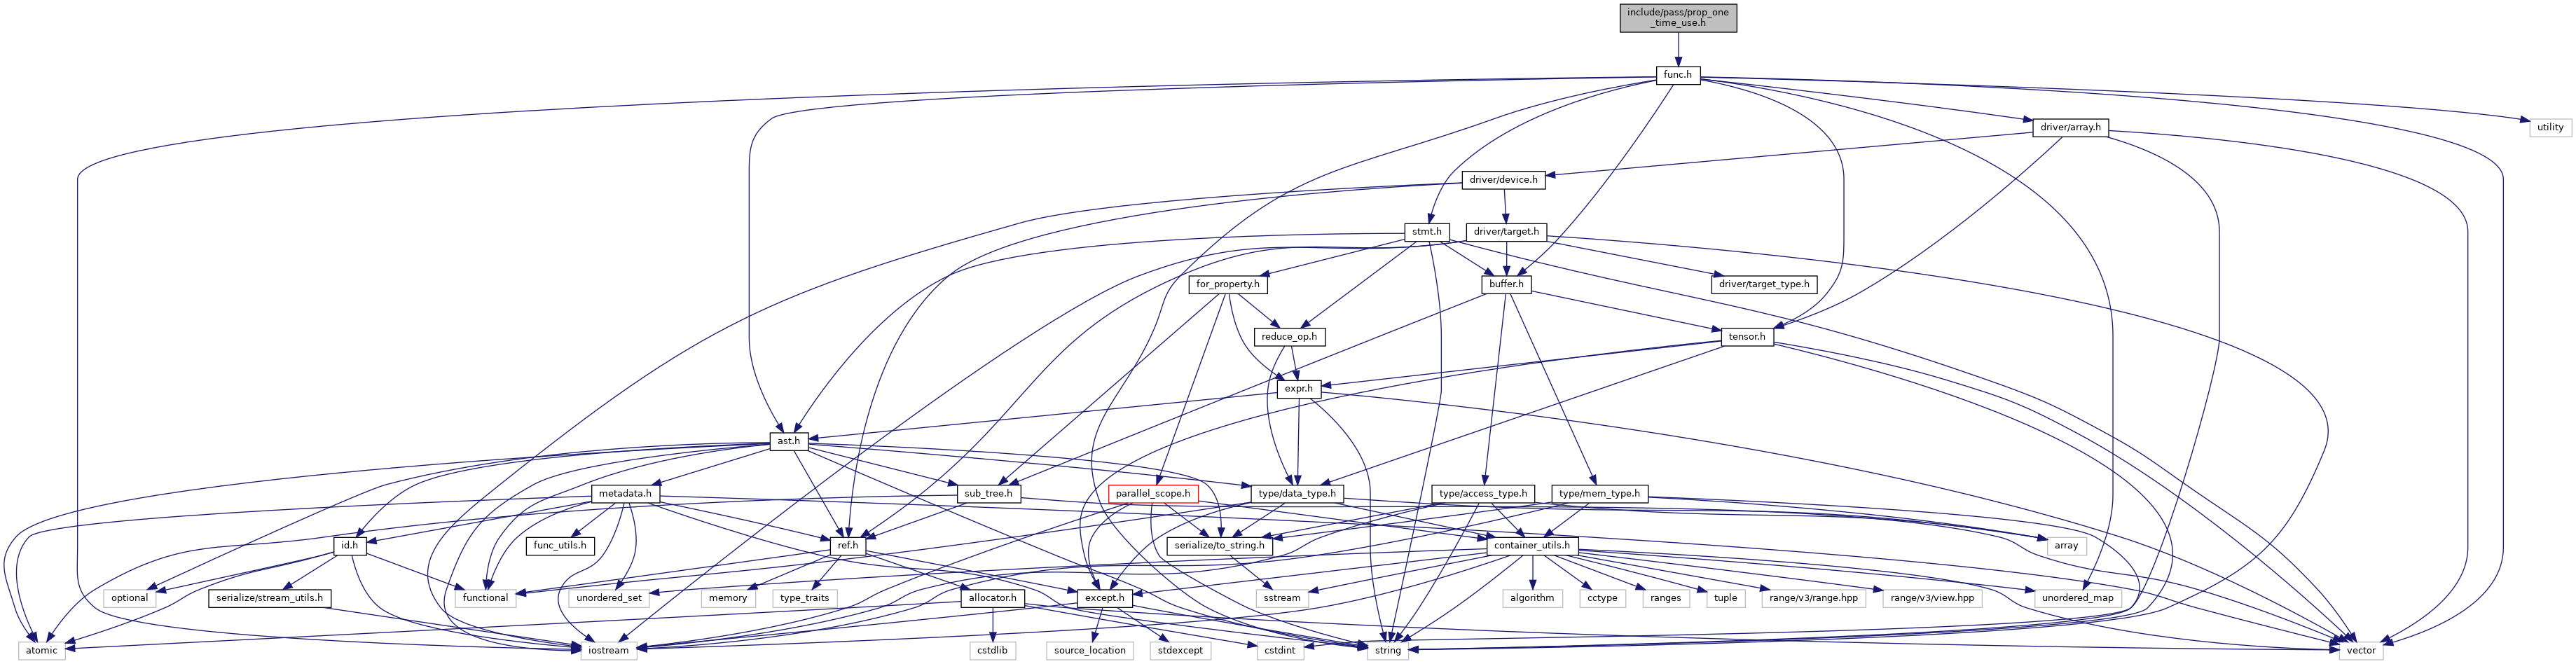 include/pass/prop_one
_time_use.h
func.h
driver/array.h
utility
driver/device.h
stmt.h
driver/target.h
for_property.h
buffer.h
driver/target_type.h
reduce_op.h
tensor.h
expr.h
ast.h
metadata.h
sub_tree.h
parallel_scope.h
type/data_type.h
type/access_type.h
type/mem_type.h
id.h
func_utils.h
ref.h
serialize/to_string.h
container_utils.h
array
optional
serialize/stream_utils.h
functional
unordered_set
memory
type_traits
allocator.h
except.h
sstream
algorithm
cctype
ranges
tuple
range/v3/range.hpp
range/v3/view.hpp
unordered_map
atomic
iostream
cstdlib
source_location
stdexcept
cstdint
string
vector